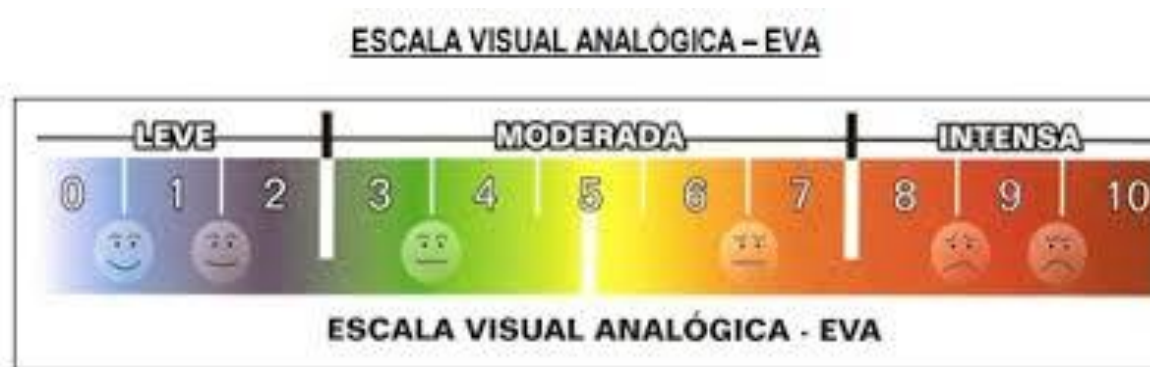 ESCALA VISUAL ANALÓGICA – EVA
LEVE MODERADA INTENSA
0 1 2 3 4 5 6 7 8 9 10
ESCALA VISUAL ANALÓGICA - EVA